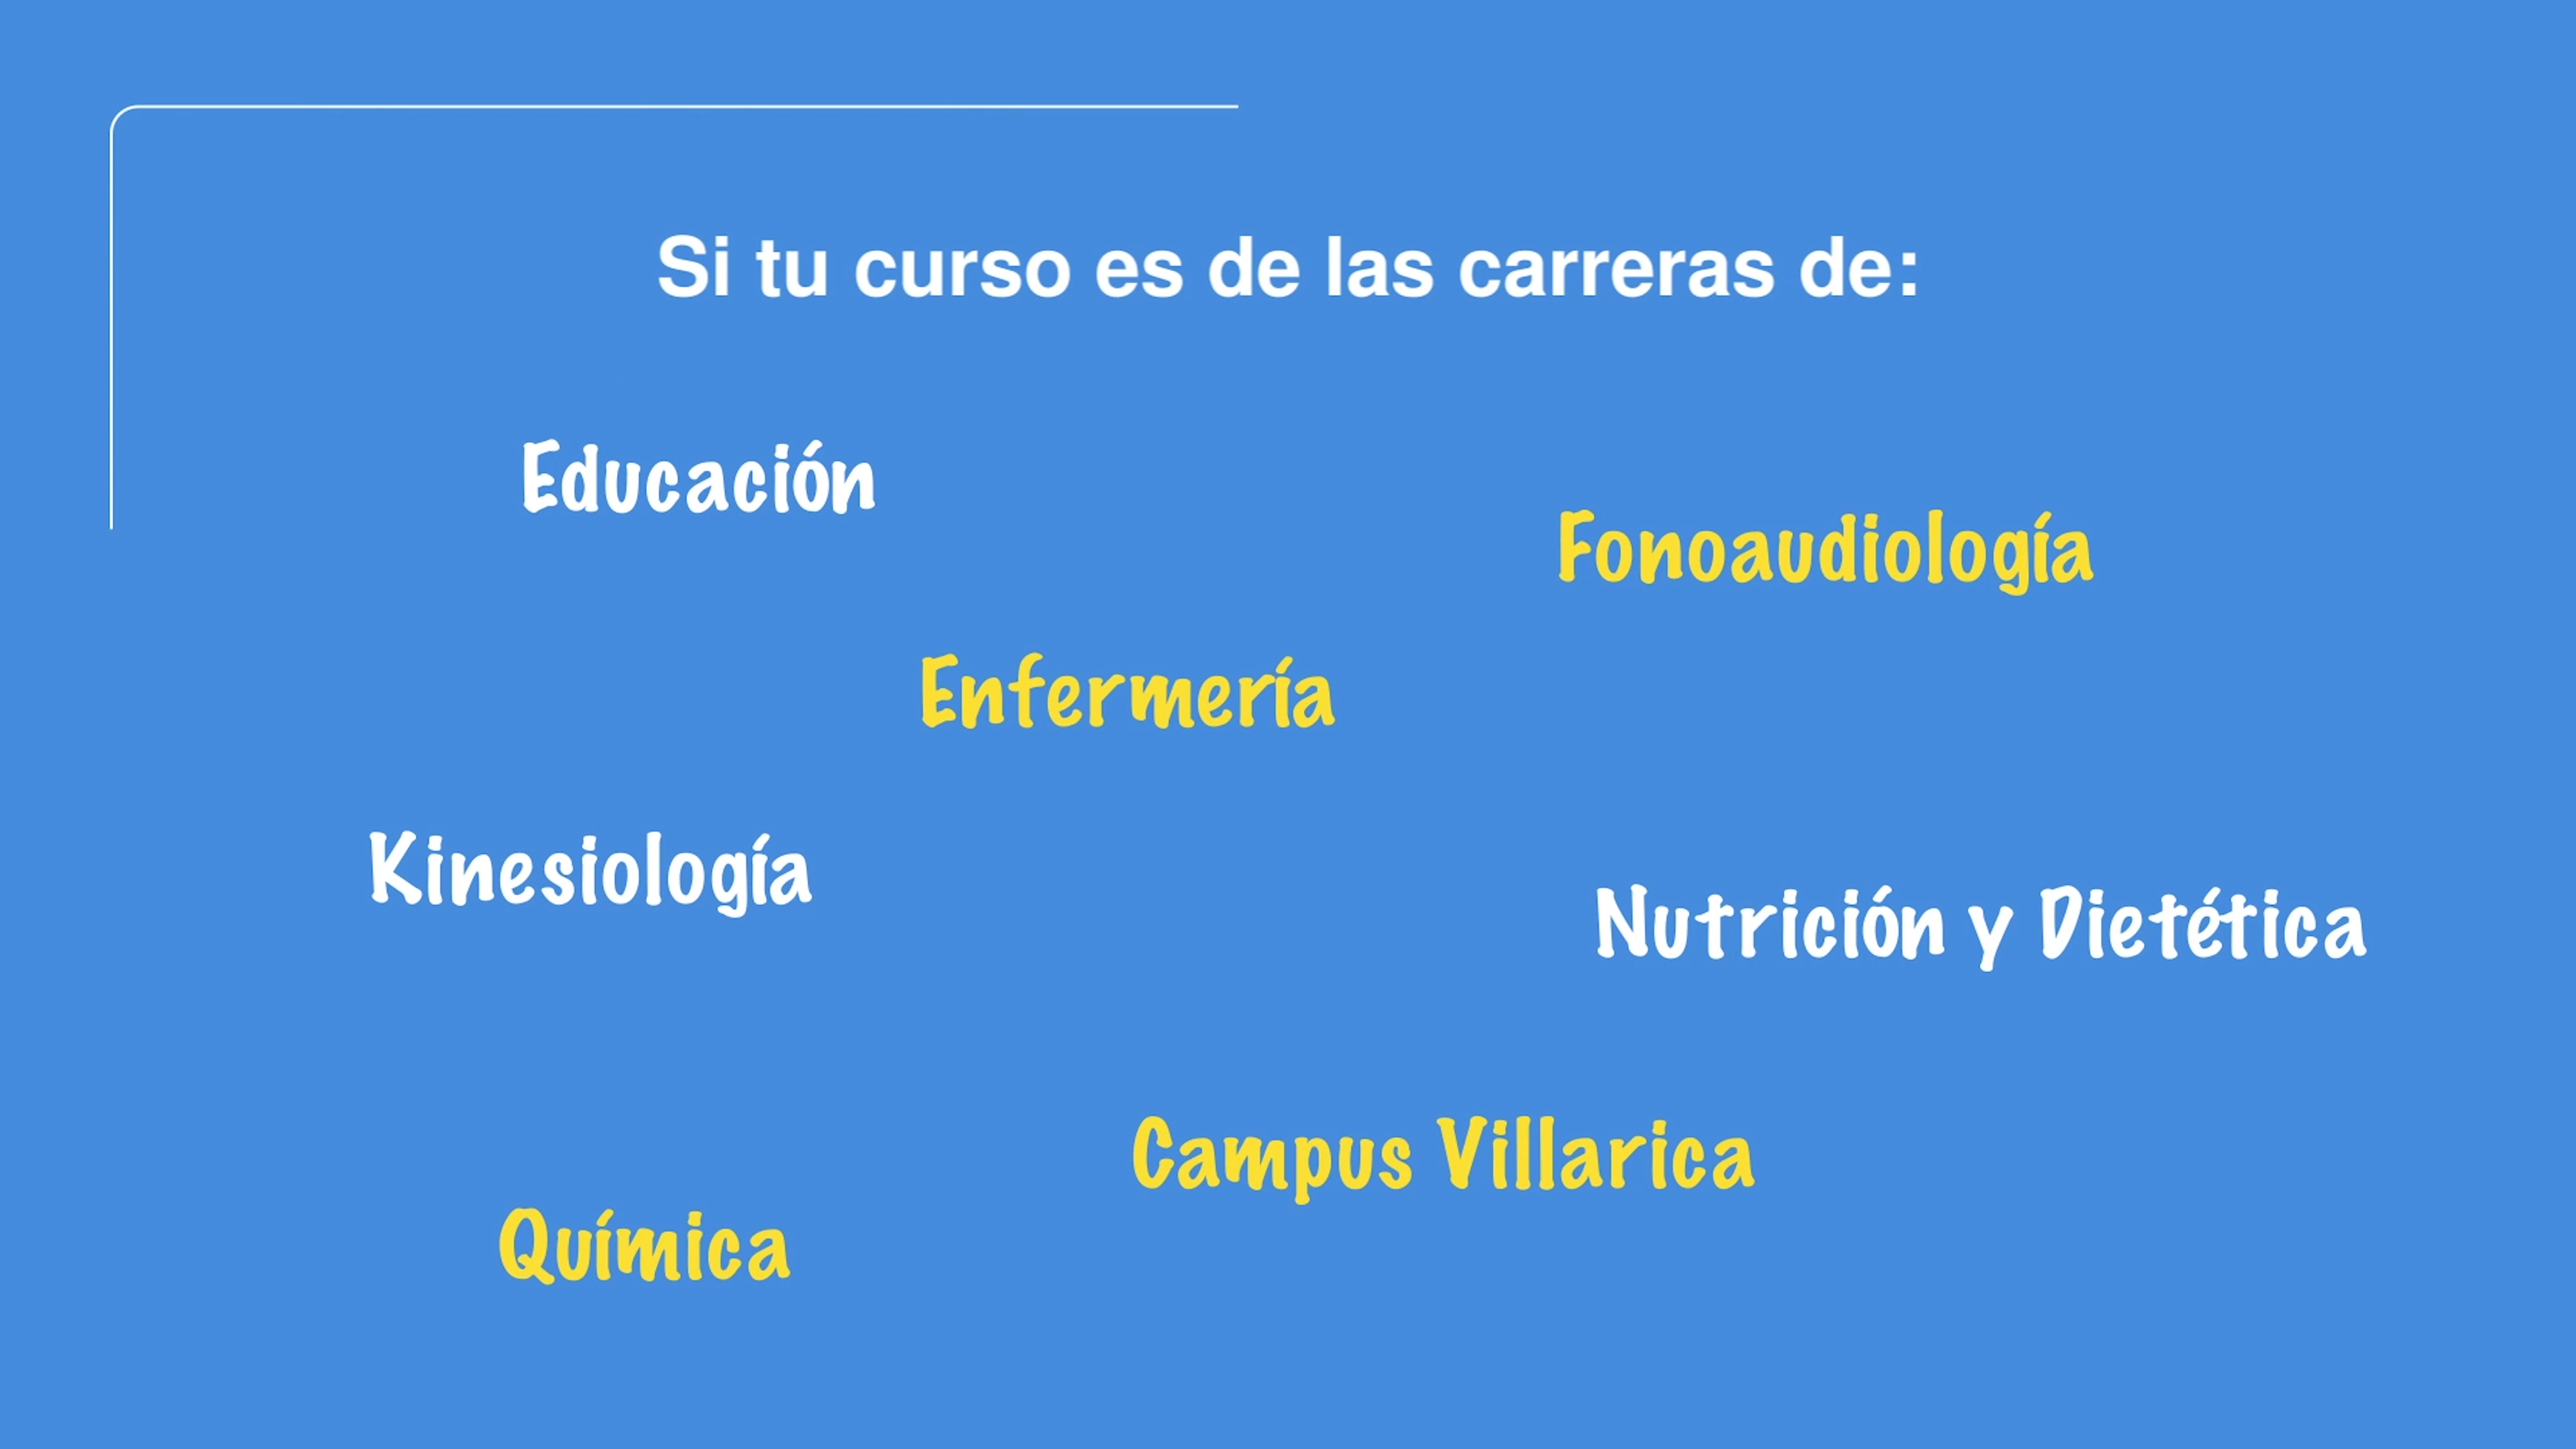 Si tu curso es de las carreras de:
Educación
Fonoaudiología
Enfermería
Kinesiología
Nutrición y Dietética
Campus Villarica
Química